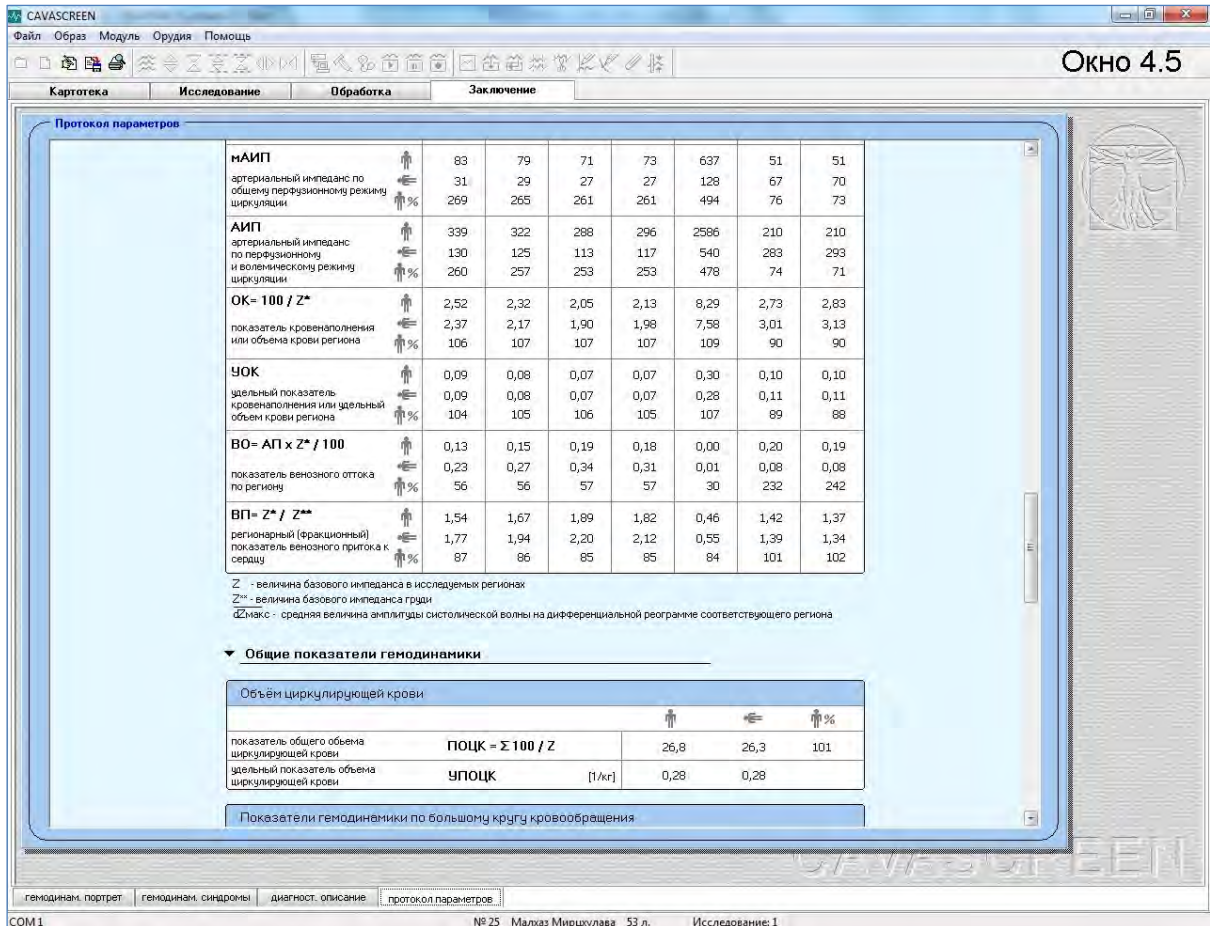 CAVASCREEN
Файл Образ Модуль Орудия Помощь
Окно 4.5
Картотека Исследование Обработка Заключение
Протокол параметров
мАИП 83 79 71 73 637 51 51
артериальный импеданс по 31 29 27 27 128 67 70
общему перфузионному режиму
циркуляции % 269 265 261 261 494 76 73
АИП 339 322 288 296 2586 210 210
артериальный импеданс
по перфузионному 130 125 113 117 540 283 293
и волемическому режиму
циркуляции % 260 257 253 253 478 74 71
ОК= 100 / Z* 2,52 2,32 2,05 2,13 8,29 2,73 2,83
показатель кровенаполнения 2,37 2,17 1,90 1,98 7,58 3,01 3,13
или объема крови региона % 106 107 107 107 109 90 90
УОК 0,09 0,08 0,07 0,07 0,30 0,10 0,10
удельный показатель 0,09 0,08 0,07 0,07 0,28 0,11 0,11
кровенаполнения или удельный
объем крови региона % 104 105 106 105 107 89 88
ВО= АП x Z* / 100 0,13 0,15 0,19 0,18 0,00 0,20 0,19
показатель венозного оттока 0,23 0,27 0,34 0,31 0,01 0,08 0,08
по региону % 56 56 57 57 30 232 242
ВП= Z* / Z** 1,54 1,67 1,89 1,82 0,46 1,42 1,37
регионарный (фракционный) 1,77 1,94 2,20 2,12 0,55 1,39 1,34
показатель венозного притока к
сердцу % 87 86 85 85 84 101 102
Z - величина базового импеданса в исследуемых регионах
Z** - величина базового импеданса груди
dZмакс - средняя величина амплитуды систолической волны на дифференциальной реограмме соответствующего региона
Общие показатели гемодинамики
Объём циркулирующей крови
%
показатель общего объема
циркулирующей крови ПОЦК = Σ 100 / Z 26,8 26,3 101
удельный показатель объема
циркулирующей крови УПОЦК [1/кг] 0,28 0,28
Показатели гемодинамики по большому кругу кровообращения
CAVASCREEN
гемодинам. портрет гемодинам. синдромы диагност. описание протокол параметров
COM1 № 25 Малхаз Мирцхулава 53 л. Исследование: 1